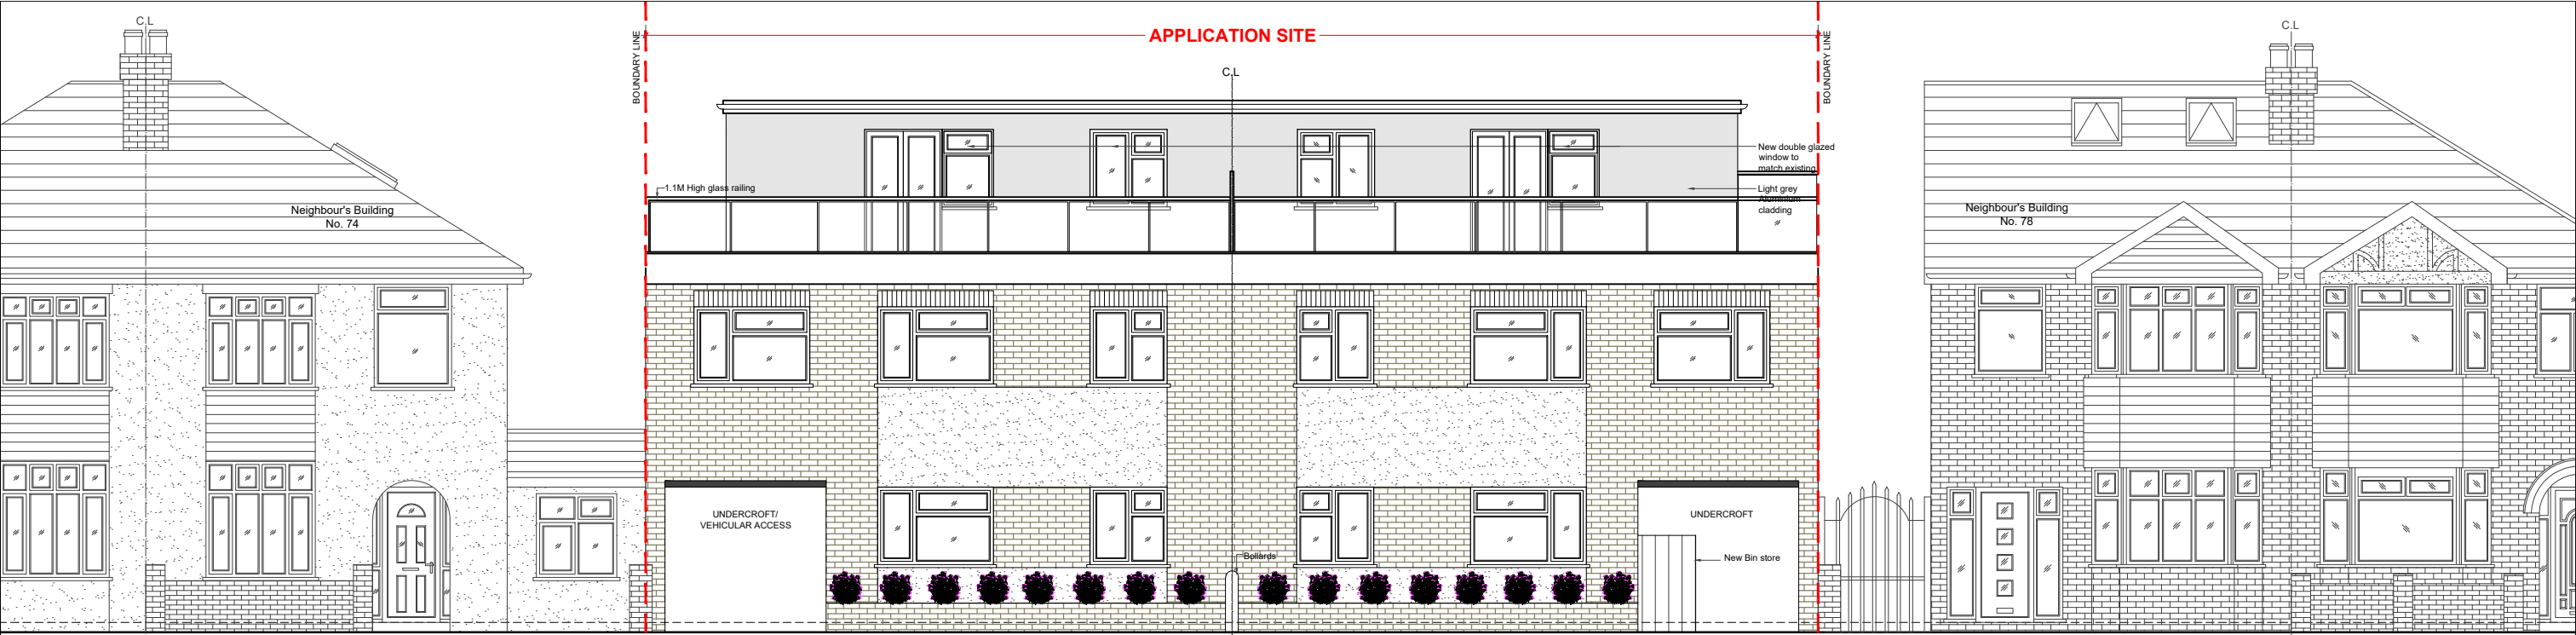 C.L
APPLICATION SITE
C.L
BOUNDARY LINE
BOUNDARY LINE
C.L
New double glazed
window to
match existing
1.1M High glass railing
Light grey
Aluminium
cladding
Neighbour's Building
No. 74
Neighbour's Building
No. 78
UNDERCROFT/
VEHICULAR ACCESS
UNDERCROFT
Bollards
New Bin store